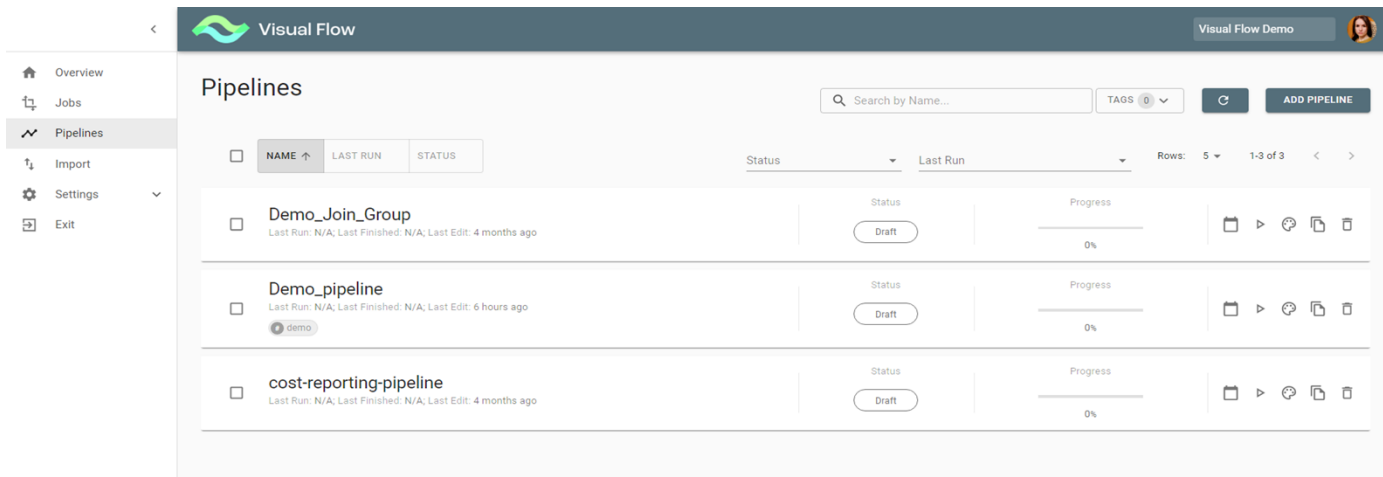 Visual Flow
Visual Flow Demo
Overview
Jobs
Pipelines
Import
Settings
Exit
Pipelines
Search by Name...
TAGS 0
ADD PIPELINE
NAME LAST RUN STATUS
Status
Last Run
Rows: 5 1-3 of 3
Demo_Join_Group
Last Run: N/A; Last Finished: N/A; Last Edit: 4 months ago
Status
Draft
Progress
0%
Demo_pipeline
Last Run: N/A; Last Finished: N/A; Last Edit: 6 hours ago
# demo
Status
Draft
Progress
0%
cost-reporting-pipeline
Last Run: N/A; Last Finished: N/A; Last Edit: 4 months ago
Status
Draft
Progress
0%